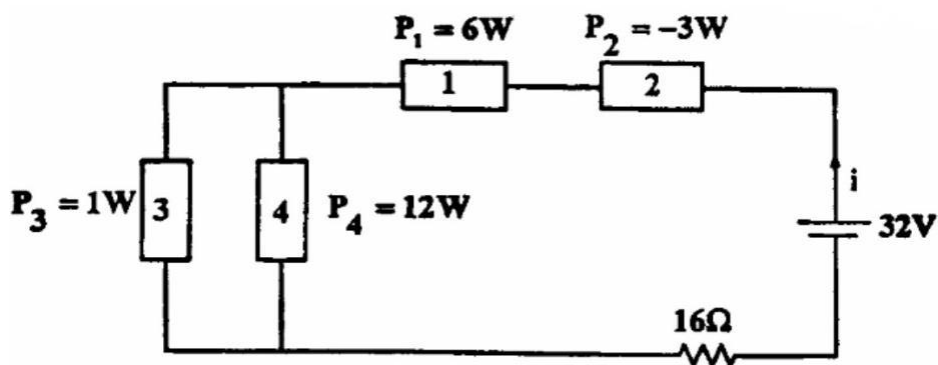 P₁ = 6W
P₂ = −3W
1
2
P₃ = 1W
3
4
P₄ = 12W
i
32V
16Ω